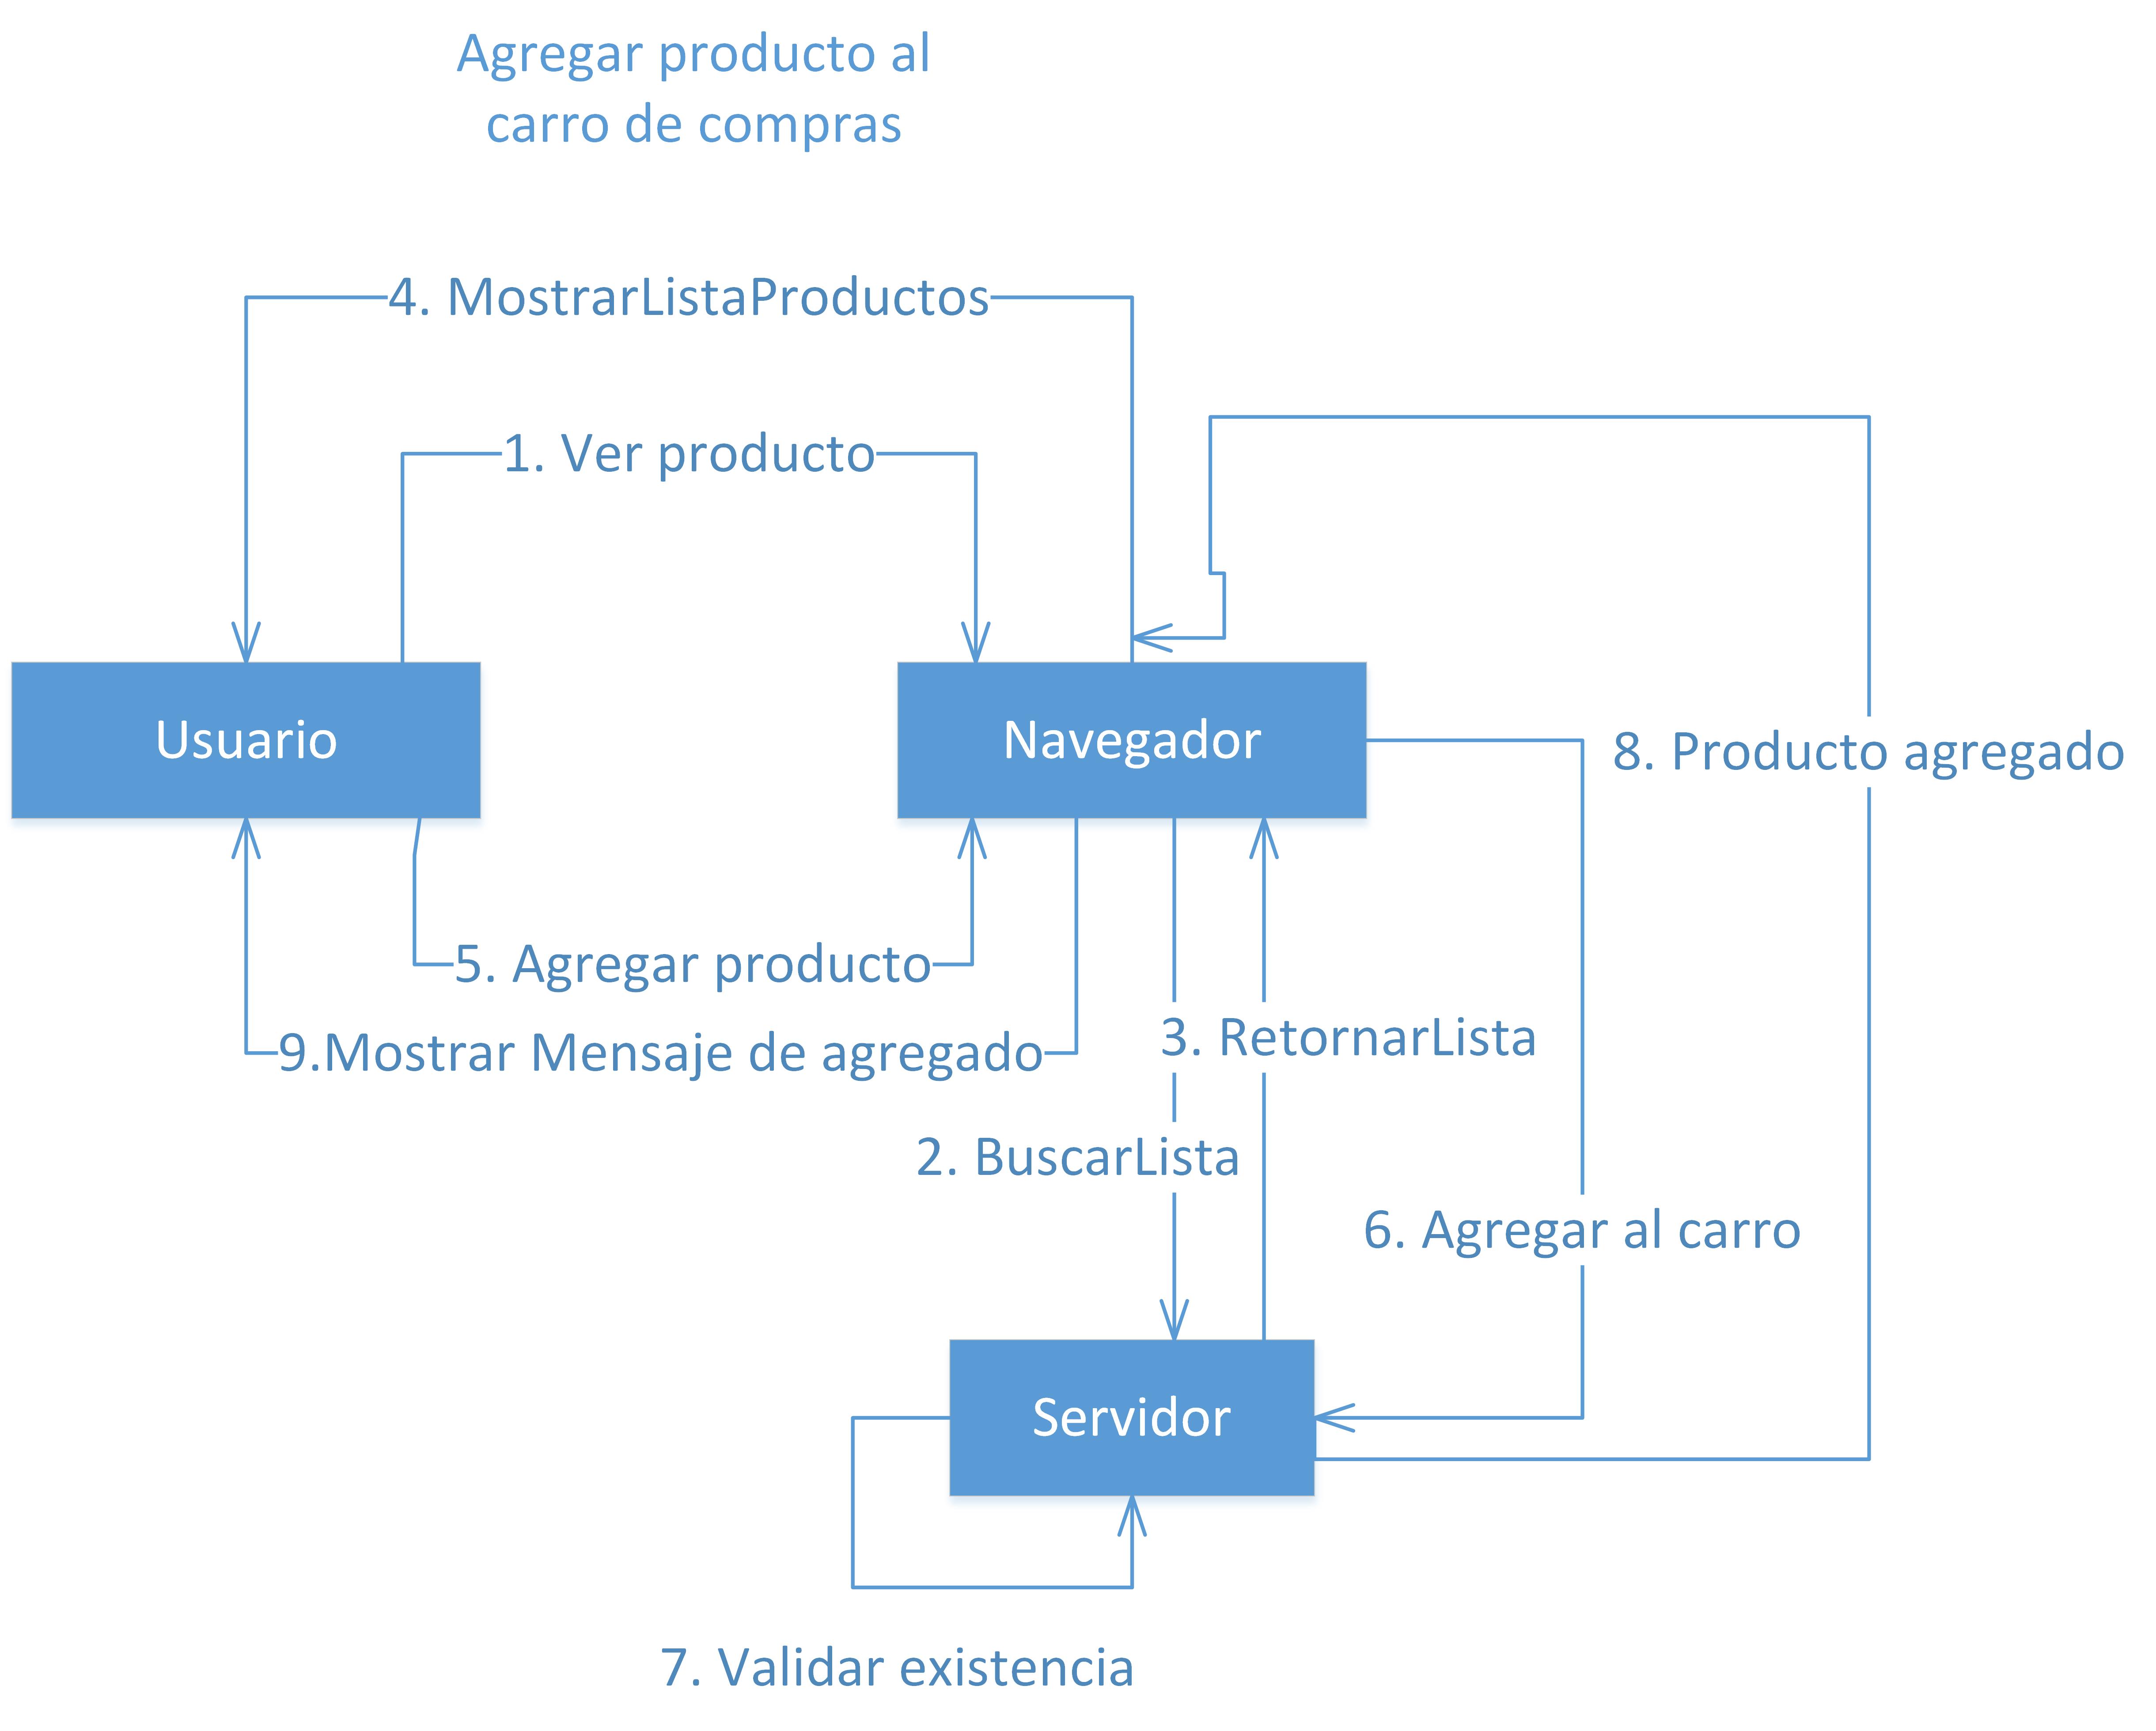 Agregar producto al
carro de compras
4. MostrarListaProductos
1. Ver producto
Usuario
Navegador
8. Producto agregado
5. Agregar producto
3. RetornarLista
9.Mostrar Mensaje de agregado
2. BuscarLista
6. Agregar al carro
Servidor
7. Validar existencia